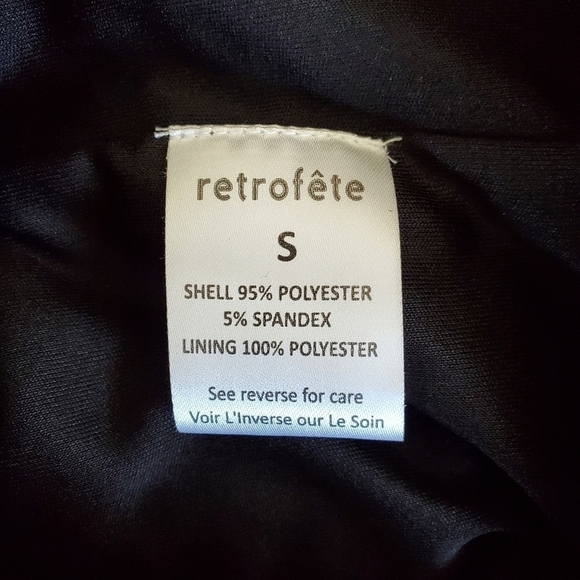 retrofête
S
SHELL 95% POLYESTER
5% SPANDEX
LINING 100% POLYESTER
See reverse for care
Voir L'Inverse our Le Soin